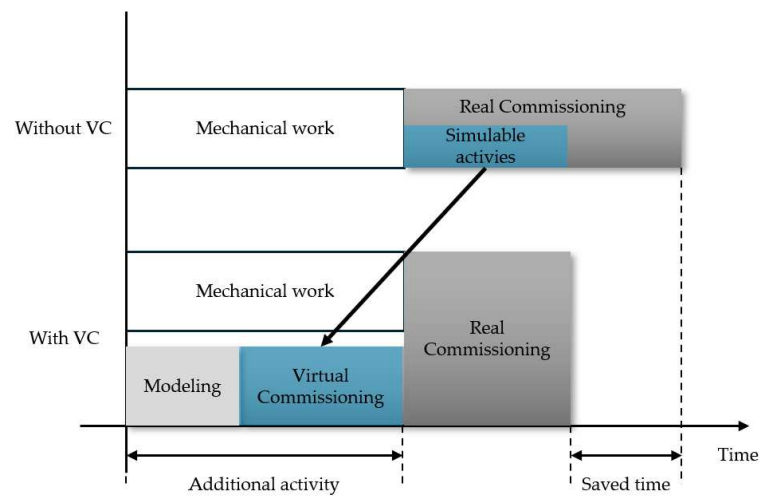 Without VC
Mechanical work
Real Commissioning
Simulable
activies
With VC
Mechanical work
Real
Commissioning
Modeling
Virtual
Commissioning
Time
Additional activity
Saved time